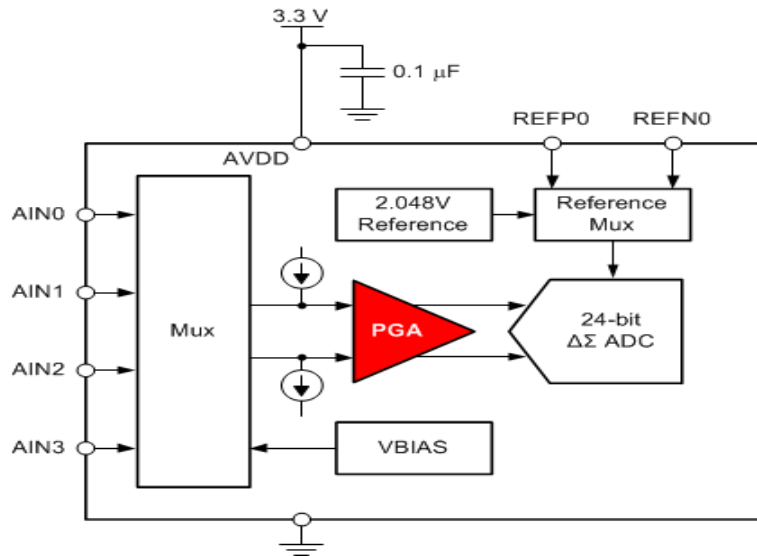 3.3 V
0.1 μF
REFP0
REFN0
AVDD
AIN0
2.048V
Reference
Reference
Mux
AIN1
Mux
PGA
24-bit
ΔΣ ADC
AIN2
AIN3
VBIAS